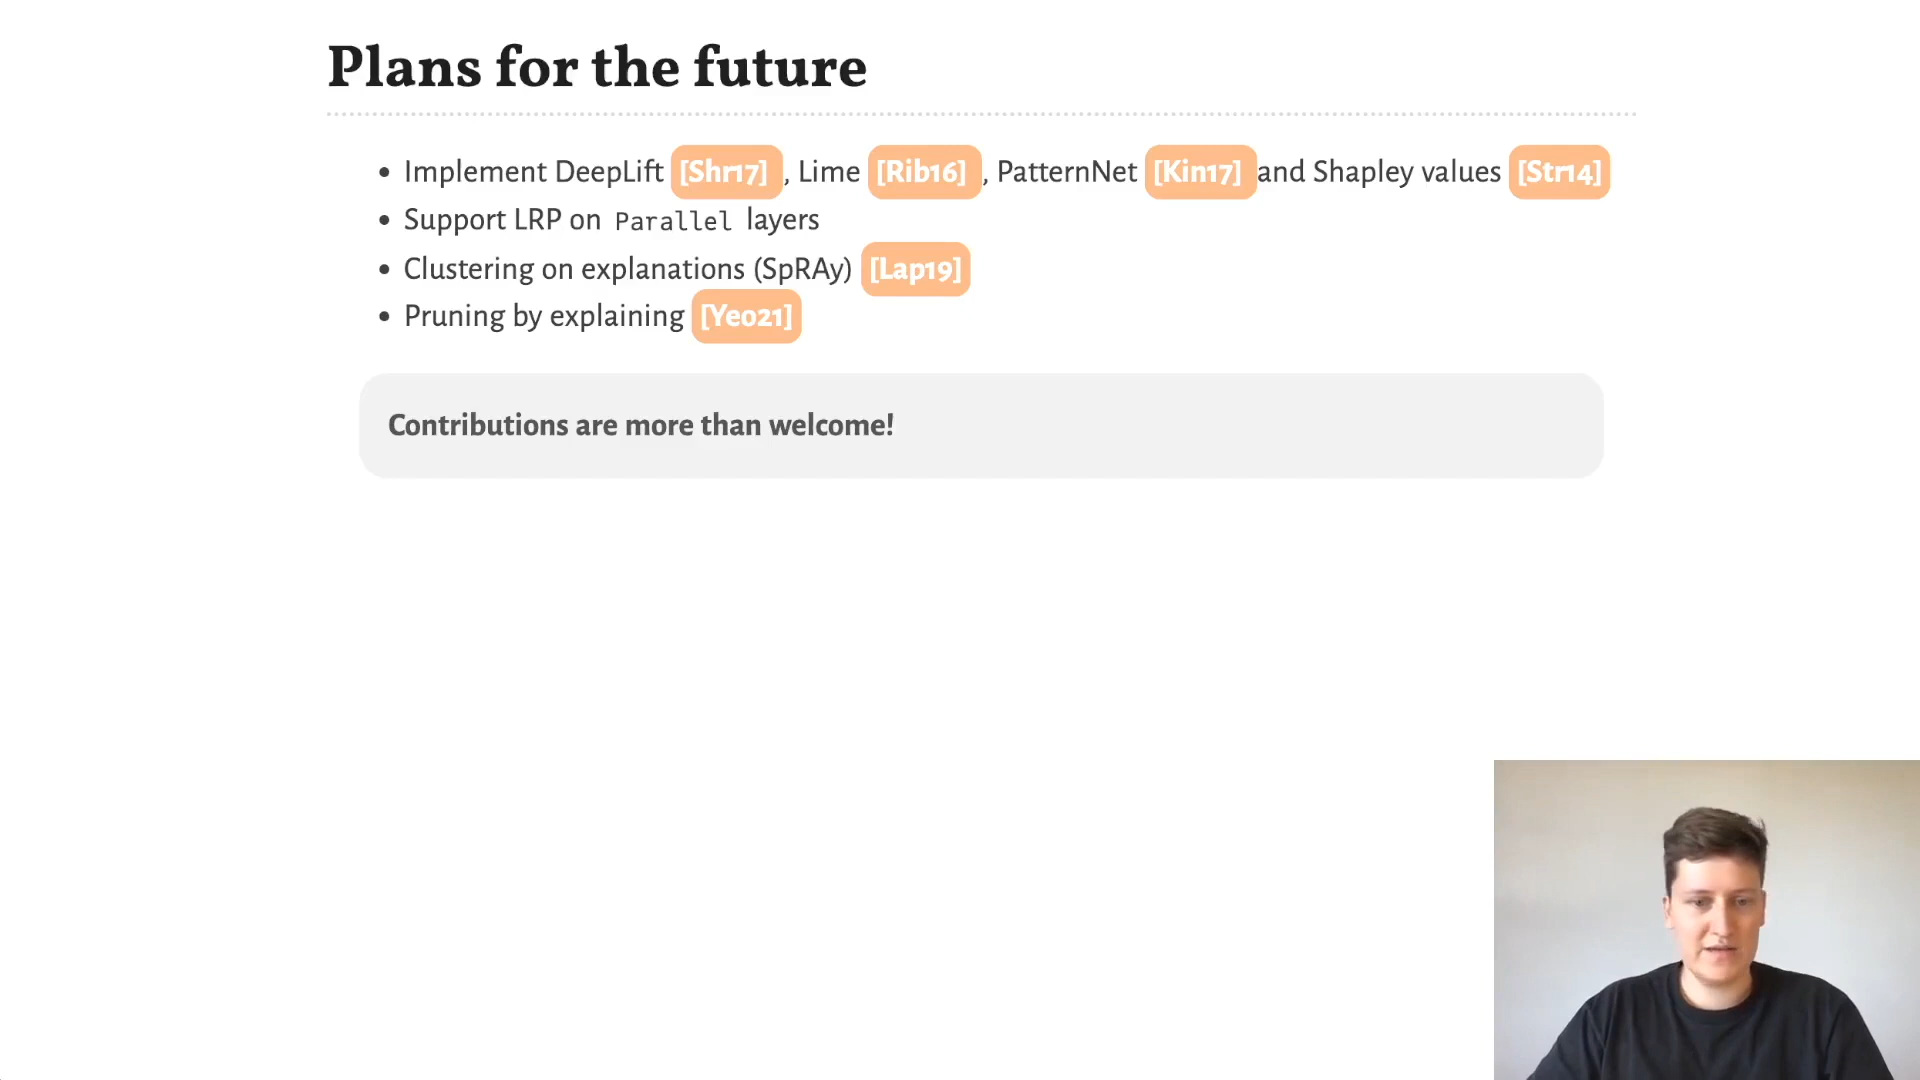 Plans for the future
• Implement DeepLift [Shr17] , Lime [Rib16] , PatternNet [Kin17] and Shapley values [Str14]
• Support LRP on Parallel layers
• Clustering on explanations (SpRAy) [Lap19]
• Pruning by explaining [Yeo21]
Contributions are more than welcome!